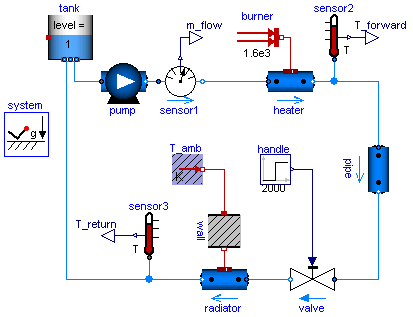 tank
level =
1
m_flow
burner
1.6e3
sensor2
T_forward
T
pump
sensor1
heater
system
g
T_amb
K
handle
2000
pipe
sensor3
T_return
T
wall
radiator
valve